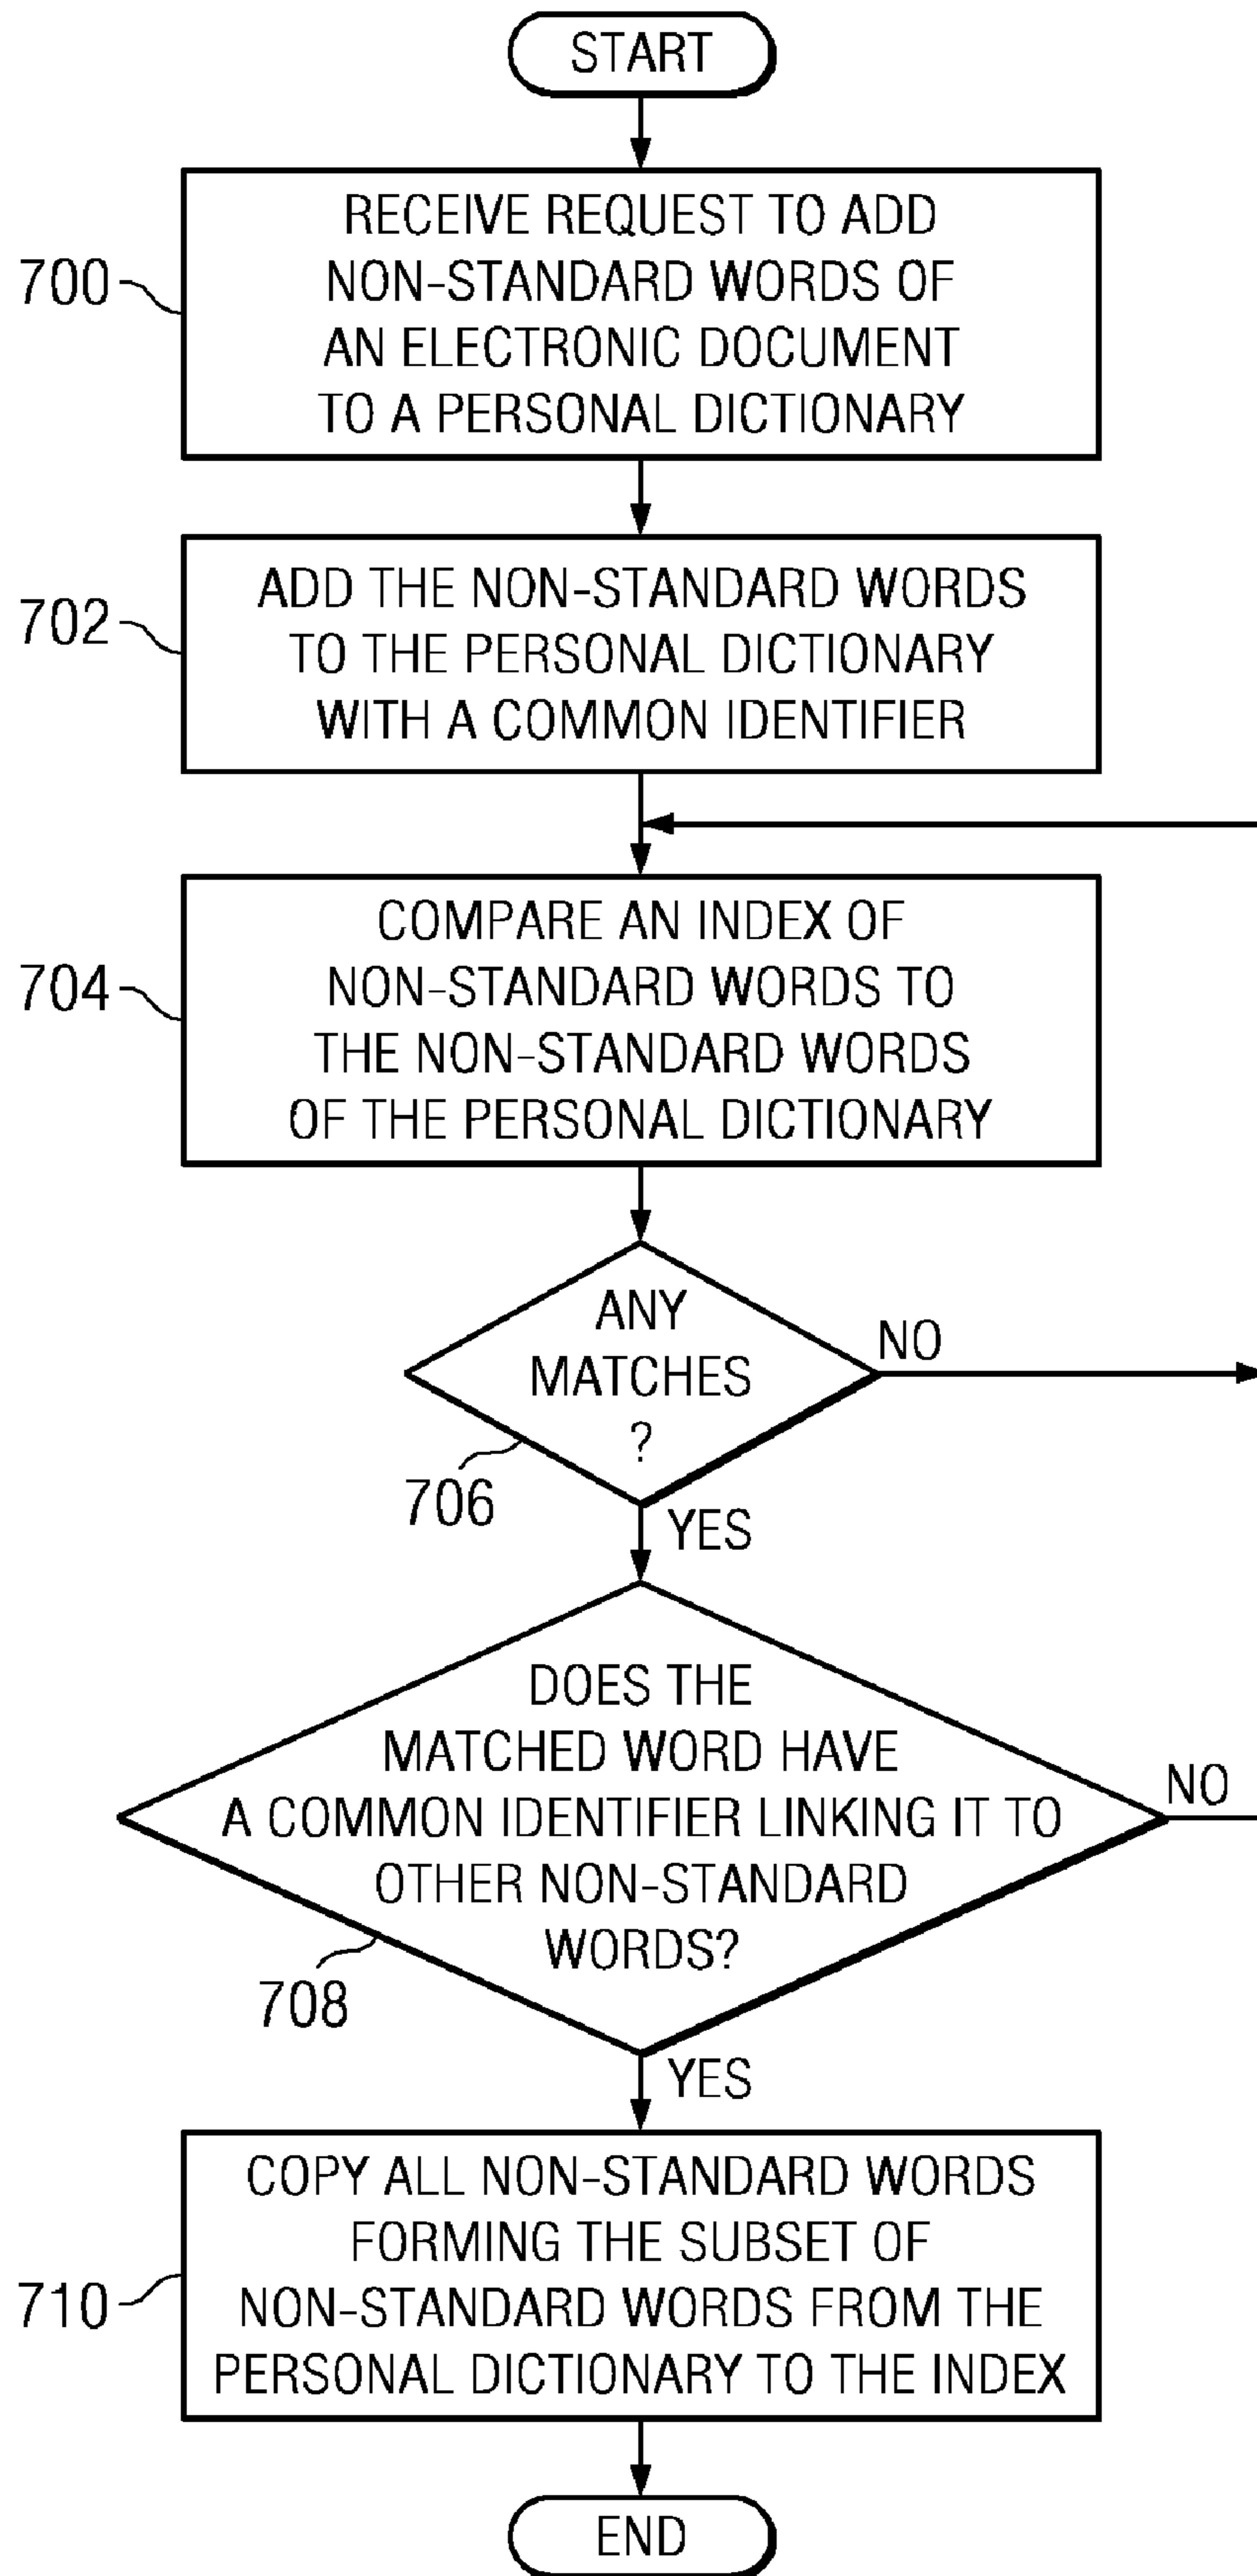 START
700
RECEIVE REQUEST TO ADD
NON-STANDARD WORDS OF
AN ELECTRONIC DOCUMENT
TO A PERSONAL DICTIONARY
702
ADD THE NON-STANDARD WORDS
TO THE PERSONAL DICTIONARY
WITH A COMMON IDENTIFIER
704
COMPARE AN INDEX OF
NON-STANDARD WORDS TO
THE NON-STANDARD WORDS
OF THE PERSONAL DICTIONARY
ANY
MATCHES
?
NO
706
YES
DOES THE
MATCHED WORD HAVE
A COMMON IDENTIFIER LINKING IT TO
OTHER NON-STANDARD
WORDS?
NO
708
YES
710
COPY ALL NON-STANDARD WORDS
FORMING THE SUBSET OF
NON-STANDARD WORDS FROM THE
PERSONAL DICTIONARY TO THE INDEX
END